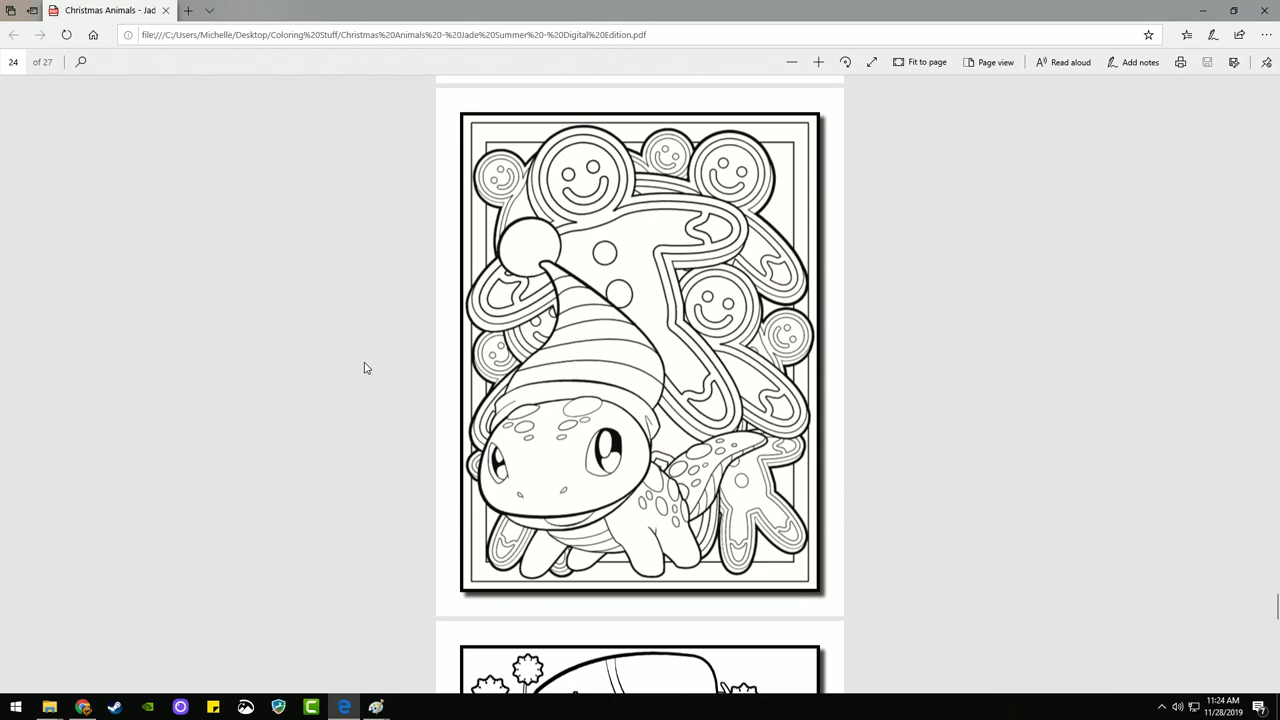 Christmas Animals - Jad
file:///C:/Users/Michelle/Desktop/Coloring%20Stuff/Christmas%20Animals%20-%20Jade%20Summer%20-%20Digital%20Edition.pdf
24 of 27
Fit to page
Page view
Read aloud
Add notes
11:24 AM
11/28/2019